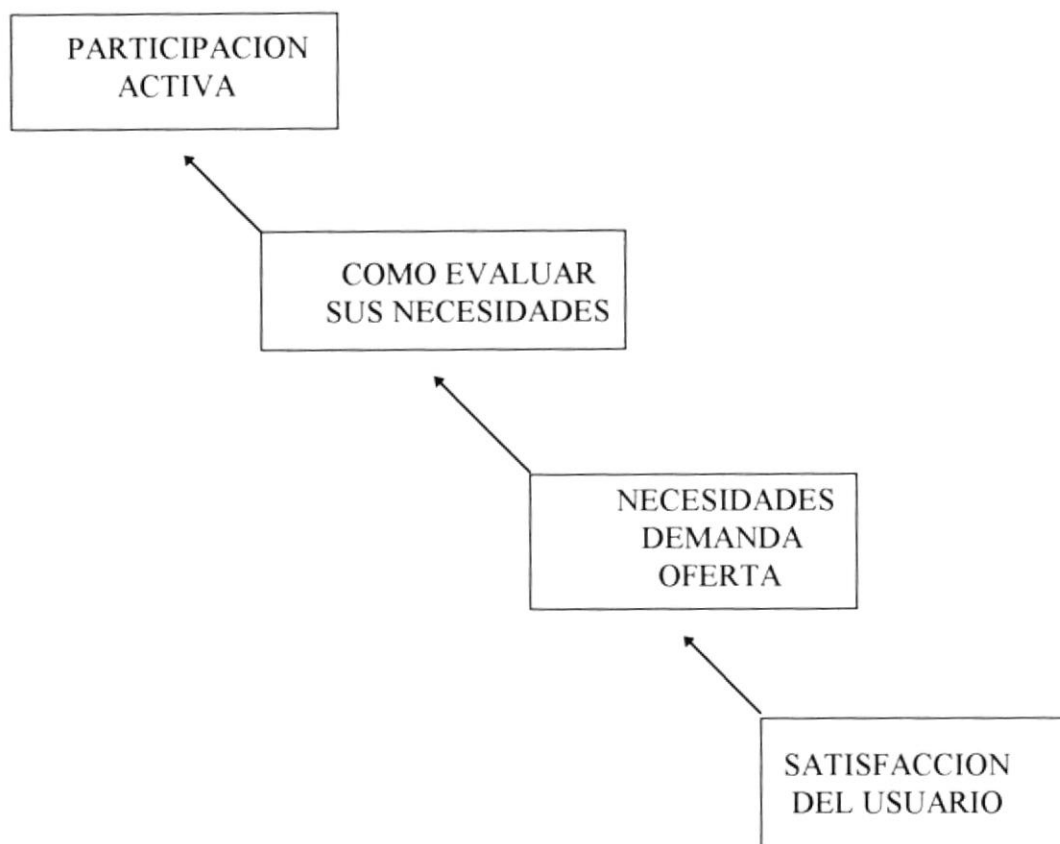 PARTICIPACION
ACTIVA
COMO EVALUAR
SUS NECESIDADES
NECESIDADES
DEMANDA
OFERTA
SATISFACCION
DEL USUARIO